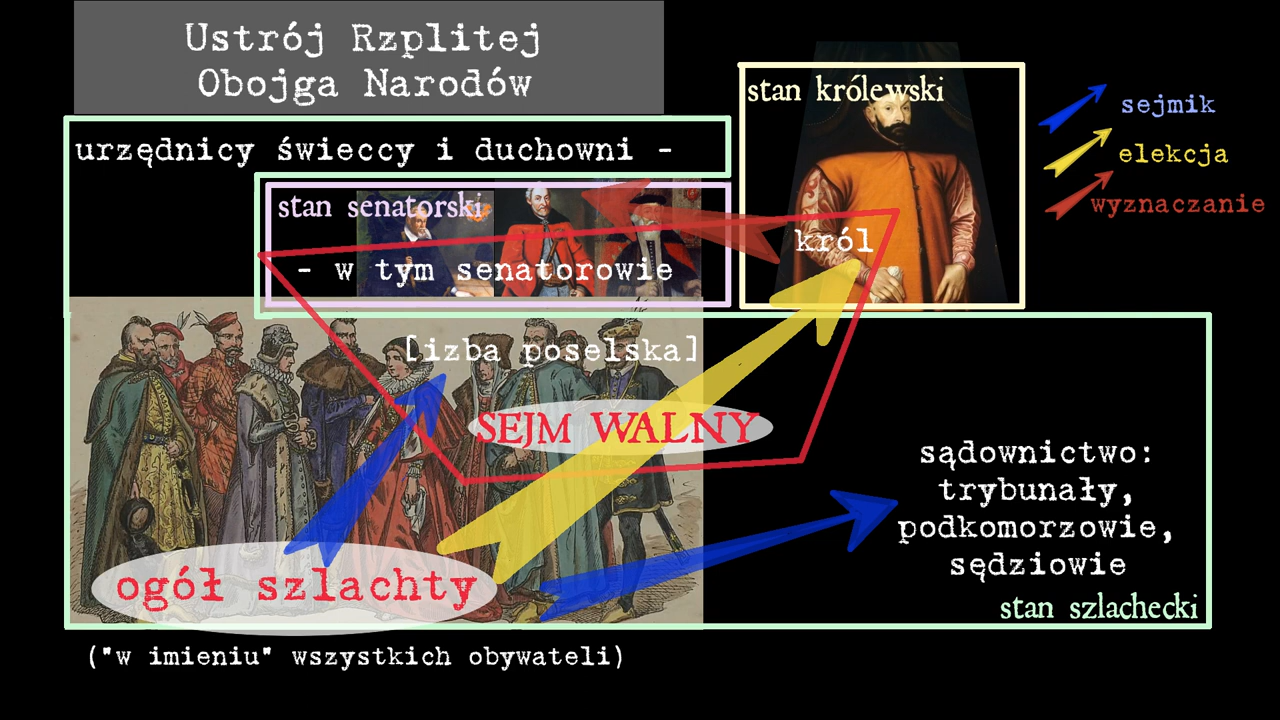 Ustrój Rzplitej
Obojga Narodów
stan królewski
sejmik
elekcja
wyznaczanie
urzędnicy świeccy i duchowni -
stan senatorski
- w tym senatorowie
król
[izba poselska]
SEJM WALNY
sądownictwo:
trybunały,
podkomorzowie,
sędziowie
ogół szlachty
stan szlachecki
("w imieniu" wszystkich obywateli)